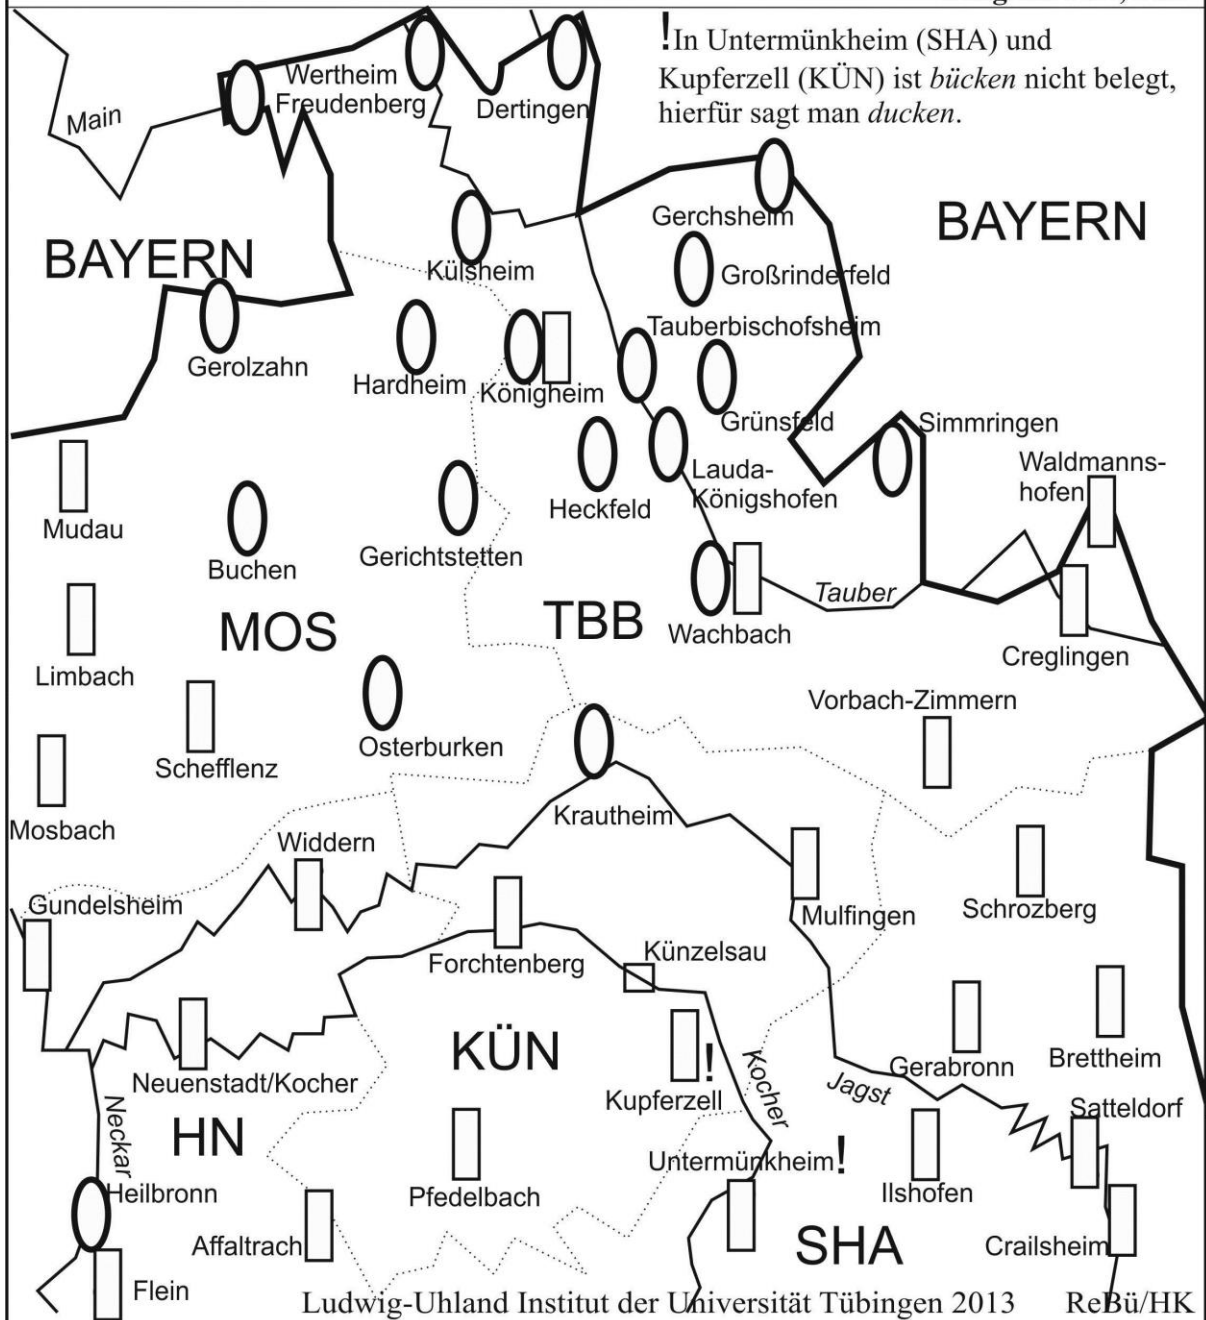 !In Untermünkheim (SHA) und
Kupferzell (KÜN) ist bücken nicht belegt,
hierfür sagt man ducken.
Wertheim
Freudenberg
Dertingen
Main
Gerchsheim
BAYERN
BAYERN
Külsheim
Großrinderfeld
Tauberbischofsheim
Gerolzahn
Hardheim
Königheim
Grünsfeld
Simmringen
Waldmanns-
hofen
Lauda-
Königshofen
Heckfeld
Mudau
Gerichtstetten
Buchen
Tauber
MOS
TBB
Wachbach
Creglingen
Limbach
Vorbach-Zimmern
Osterburken
Schefflenz
Krautheim
Mosbach
Widdern
Gundelsheim
Mulfingen
Schrozberg
Künzelsau
Forchtenberg
KÜN
Kocher
Gerabronn
Brettheim
Neuenstadt/Kocher
Jagst
!
Kupferzell
Neckar
HN
Satteldorf
Untermünkheim!
Heilbronn
Pfedelbach
Ilshofen
Affaltrach
SHA
Crailsheim
Flein
Ludwig-Uhland Institut der Universität Tübingen 2013 ReBü/HK